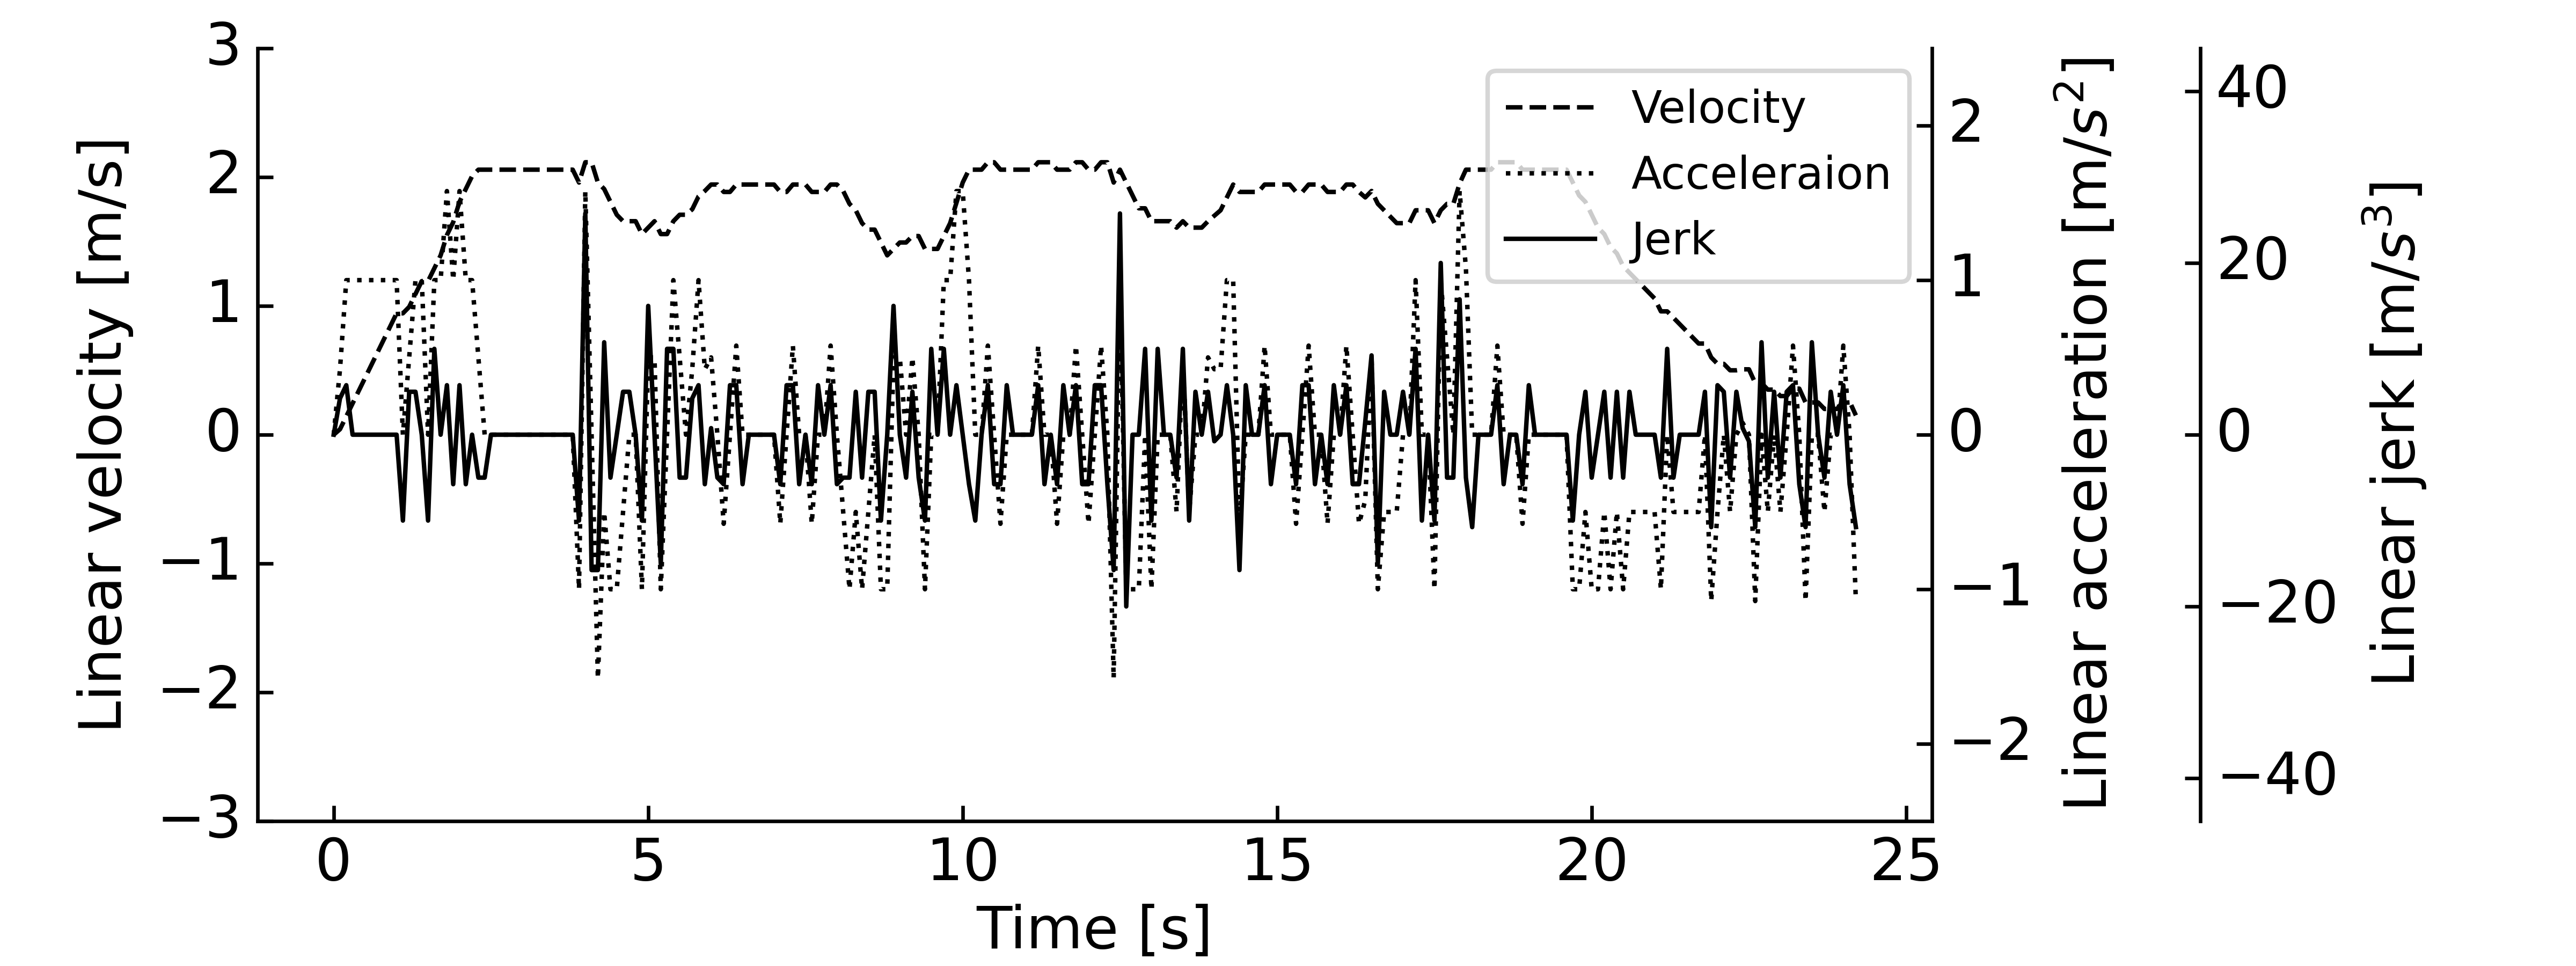 Linear velocity [m/s]
3
2
1
0
−1
−2
−3
0 5 10 15 20 25
Time [s]
Velocity
Acceleraion
Jerk
2
1
0
−1
−2
Linear acceleration [m/s²]
40
20
0
−20
−40
Linear jerk [m/s³]